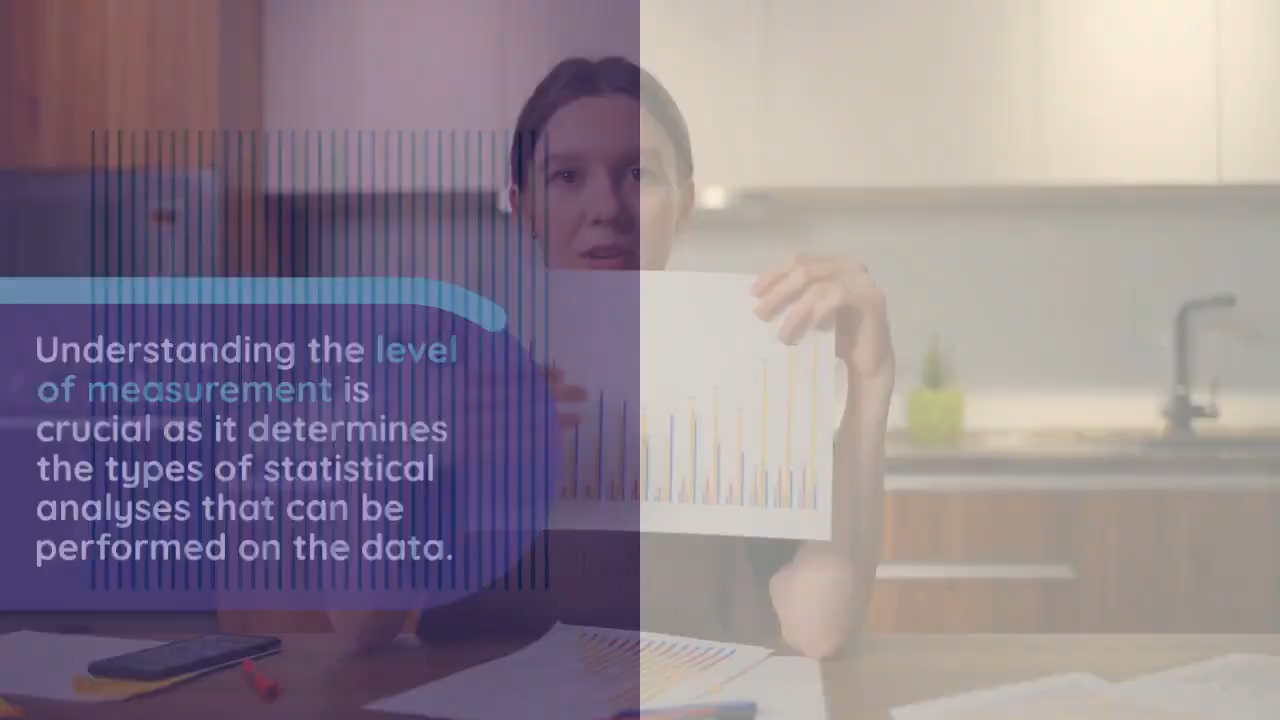 Understanding the level
of measurement is
crucial as it determines
the types of statistical
analyses that can be
performed on the data.